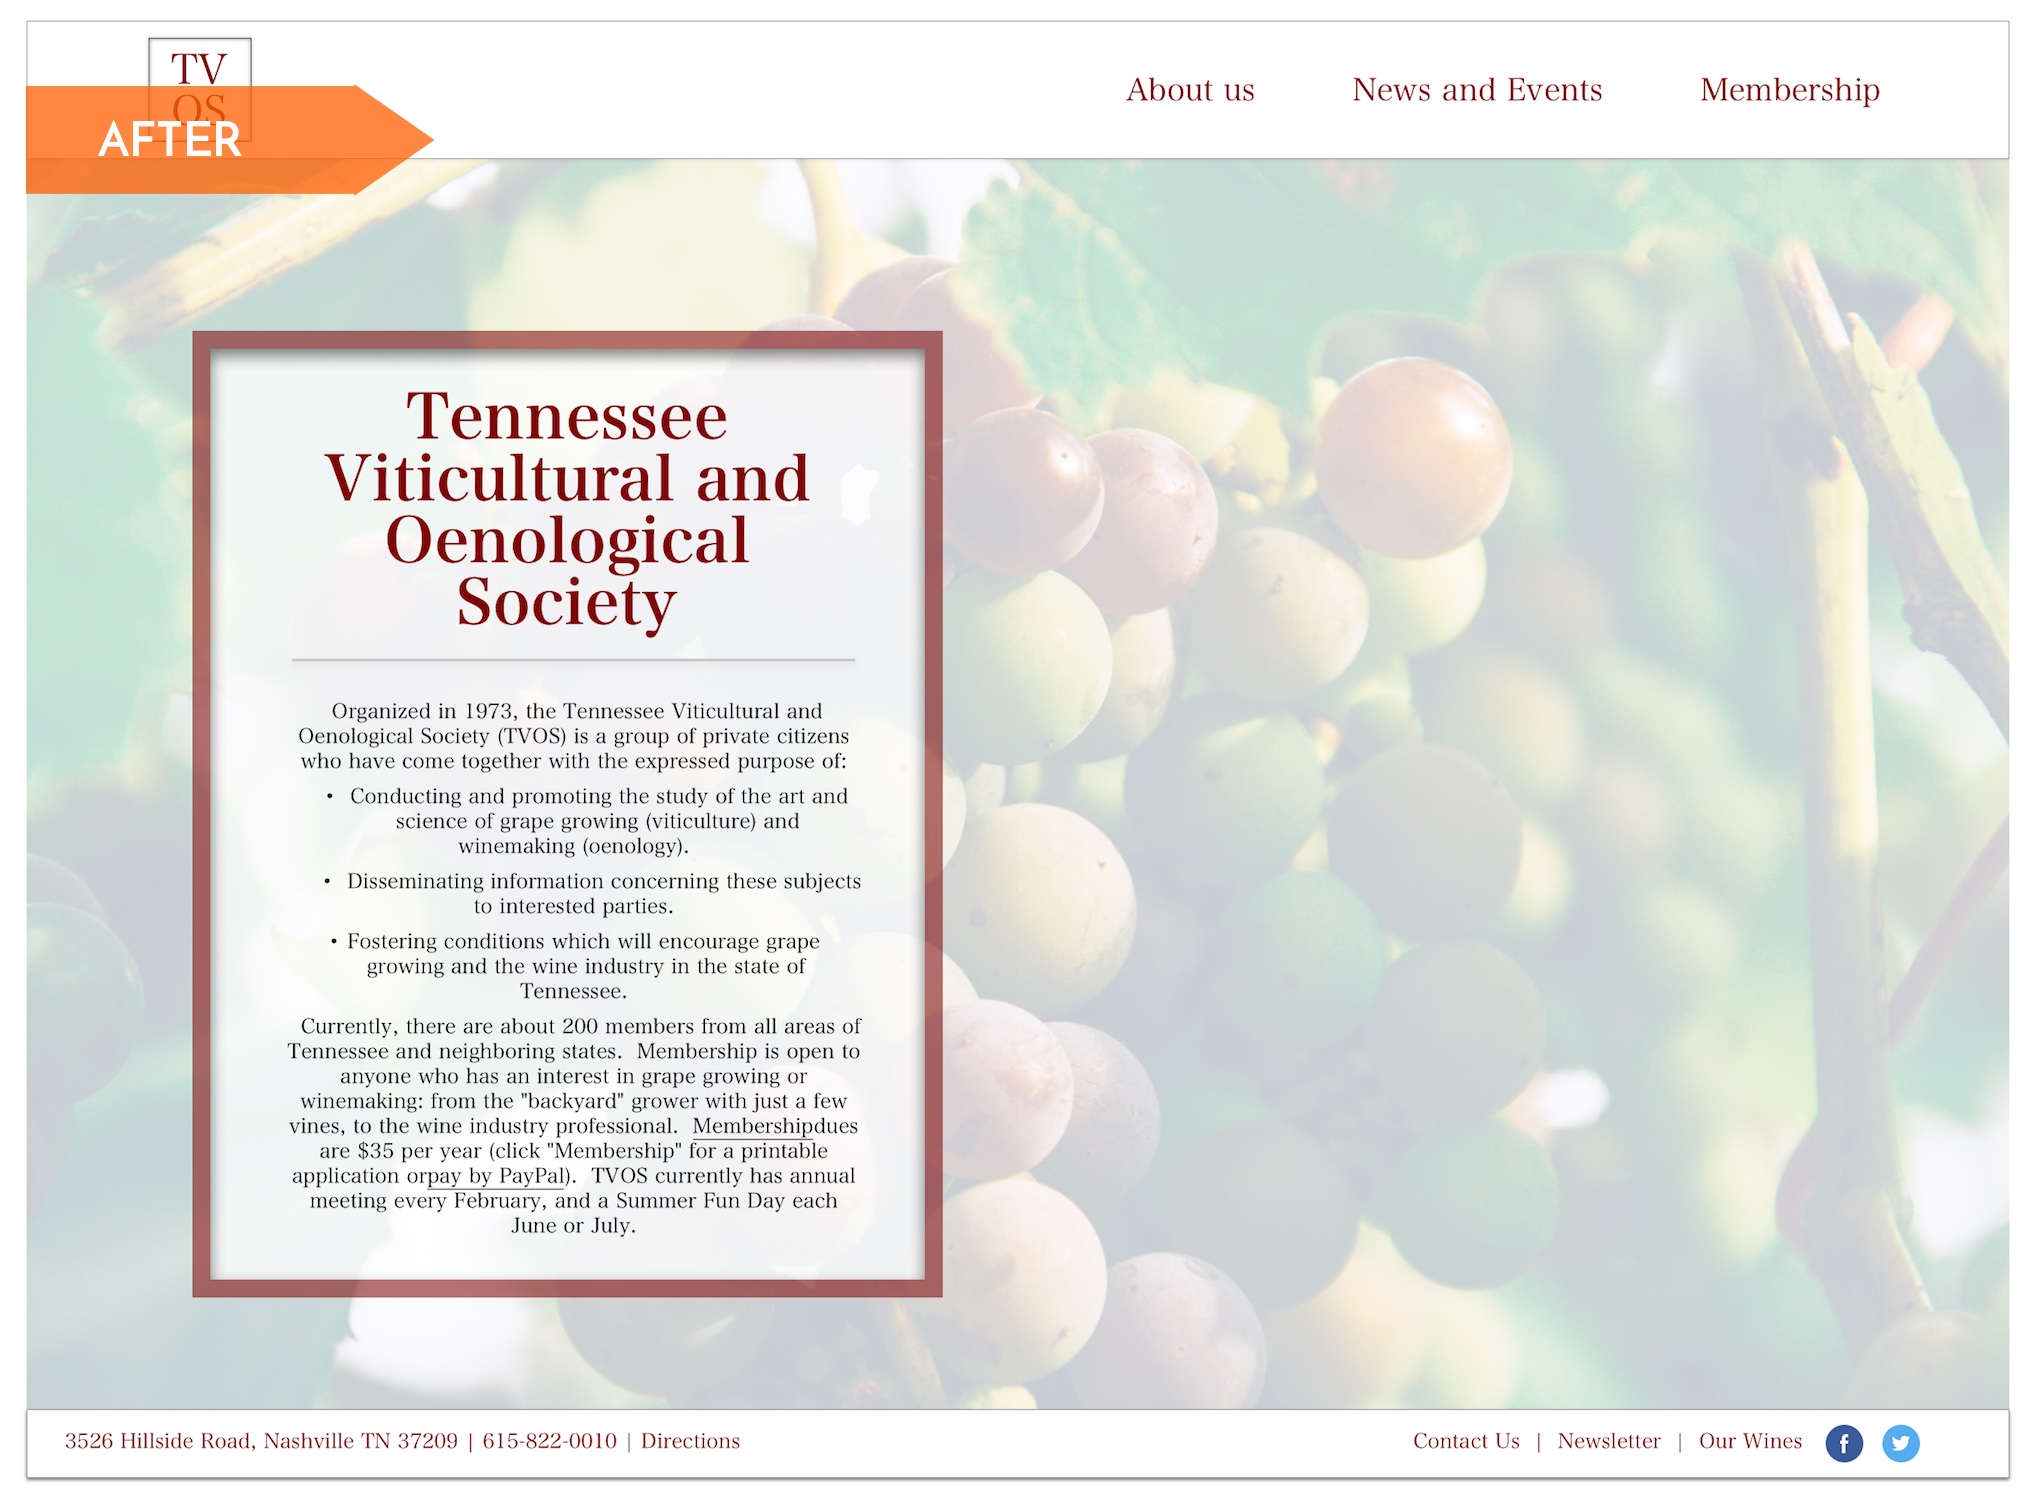 TV
OS
AFTER
About us
News and Events
Membership
Tennessee
Viticultural and
Oenological
Society
Organized in 1973, the Tennessee Viticultural and
Oenological Society (TVOS) is a group of private citizens
who have come together with the expressed purpose of:
• Conducting and promoting the study of the art and
science of grape growing (viticulture) and
winemaking (oenology).
• Disseminating information concerning these subjects
to interested parties.
• Fostering conditions which will encourage grape
growing and the wine industry in the state of
Tennessee.
Currently, there are about 200 members from all areas of
Tennessee and neighboring states.  Membership is open to
anyone who has an interest in grape growing or
winemaking: from the "backyard" grower with just a few
vines, to the wine industry professional.  Membershipdues
are $35 per year (click "Membership" for a printable
application orpay by PayPal).  TVOS currently has annual
meeting every February, and a Summer Fun Day each
June or July.
3526 Hillside Road, Nashville TN 37209 | 615-822-0010 | Directions
Contact Us | Newsletter | Our Wines